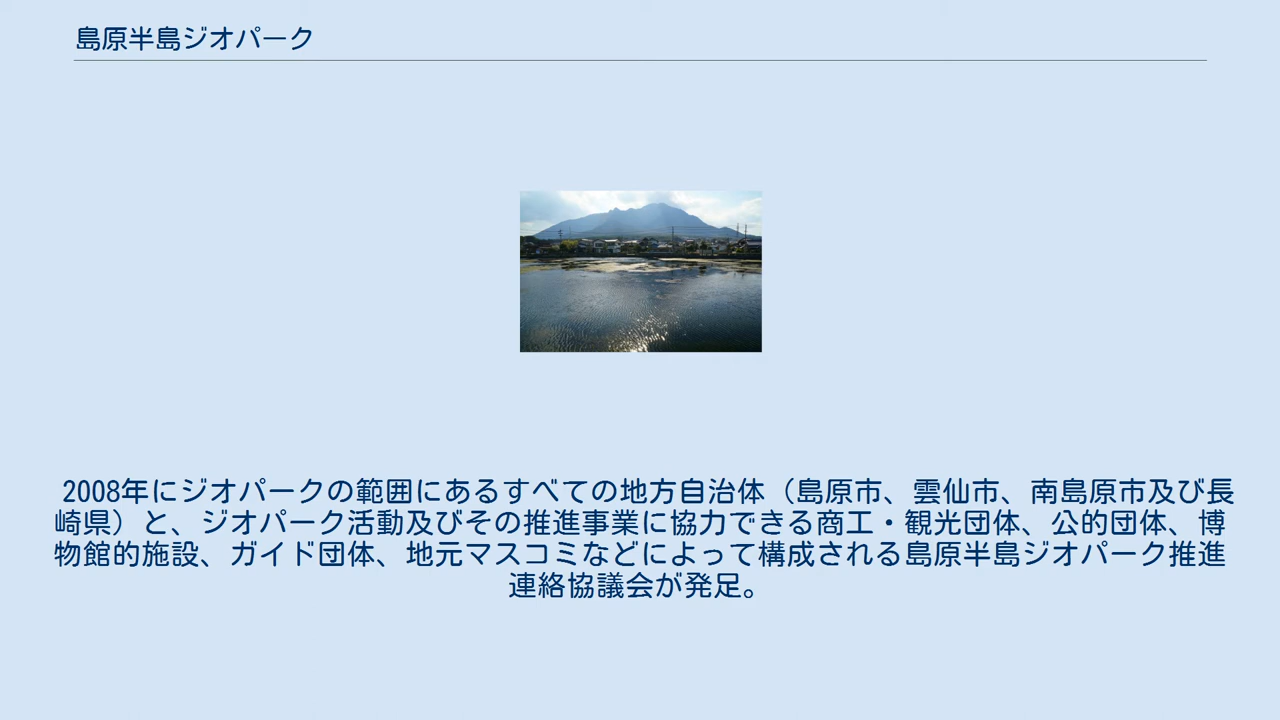 島原半島ジオパーク
2008年にジオパークの範囲にあるすべての地方自治体（島原市、雲仙市、南島原市及び長
崎県）と、ジオパーク活動及びその推進事業に協力できる商工・観光団体、公的団体、博
物館的施設、ガイド団体、地元マスコミなどによって構成される島原半島ジオパーク推進
連絡協議会が発足。